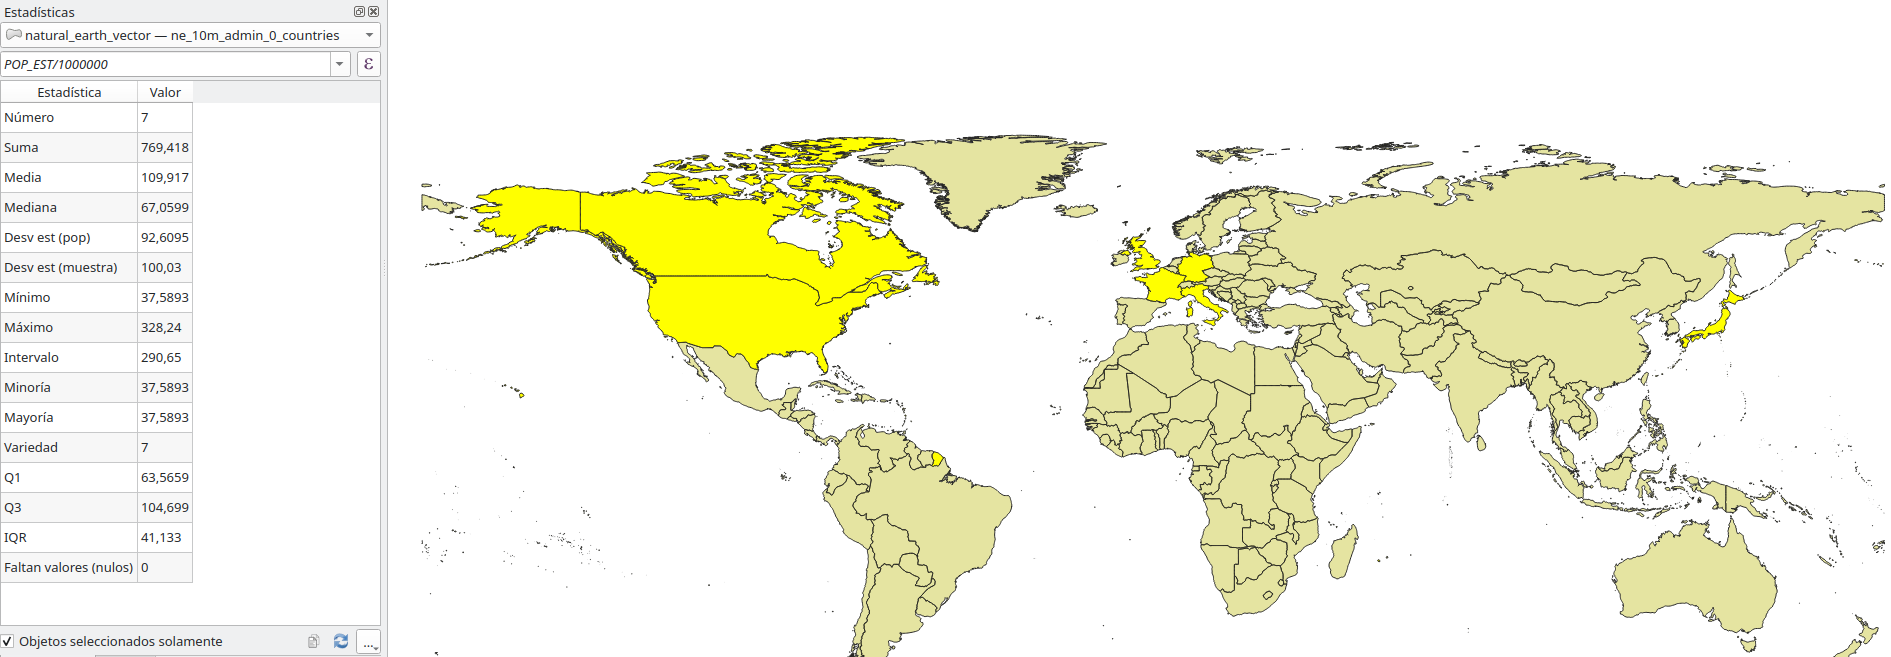 Estadísticas
natural_earth_vector — ne_10m_admin_0_countries
POP_EST/1000000
ε
Estadística Valor
Número 7
Suma 769,418
Media 109,917
Mediana 67,0599
Desv est (pop) 92,6095
Desv est (muestra) 100,03
Mínimo 37,5893
Máximo 328,24
Intervalo 290,65
Minoría 37,5893
Mayoría 37,5893
Variedad 7
Q1 63,5659
Q3 104,699
IQR 41,133
Faltan valores (nulos) 0
Objetos seleccionados solamente
...